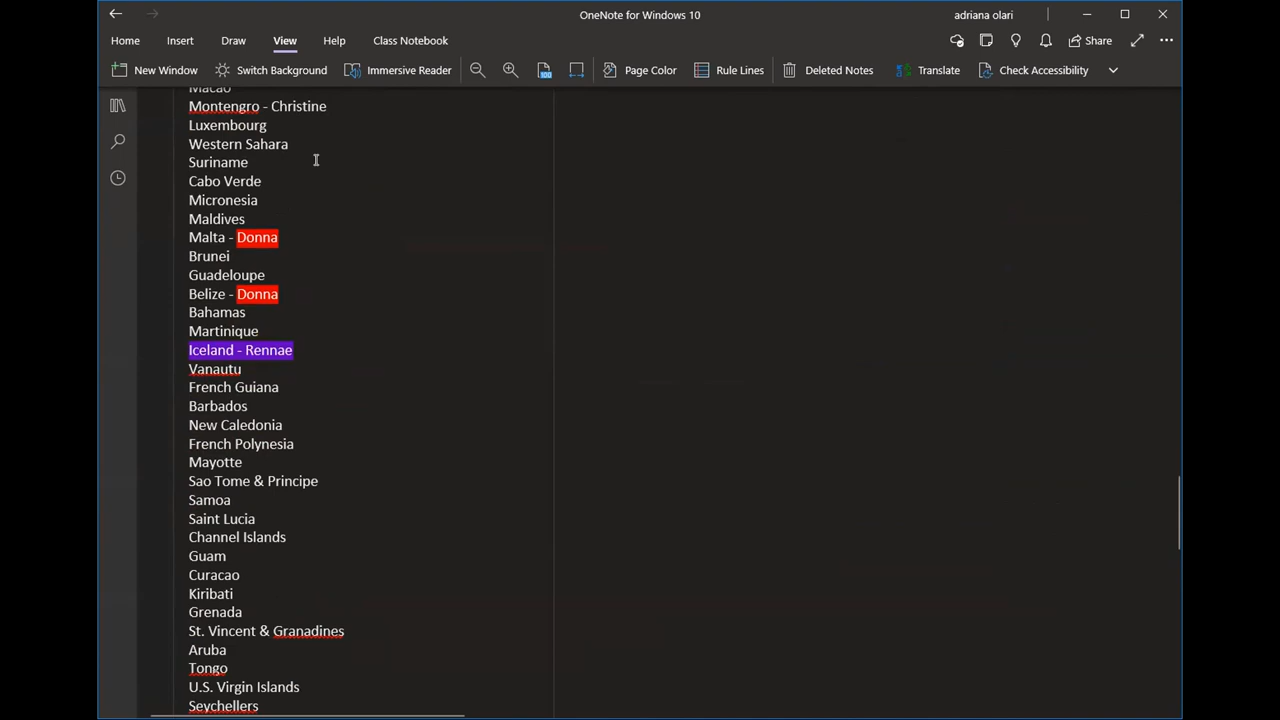 OneNote for Windows 10
adriana olari
Home Insert Draw View Help Class Notebook
Share
New Window Switch Background Immersive Reader 100 Page Color Rule Lines Deleted Notes Translate Check Accessibility
Macao
Montengro - Christine
Luxembourg
Western Sahara
Suriname
Cabo Verde
Micronesia
Maldives
Malta - Donna
Brunei
Guadeloupe
Belize - Donna
Bahamas
Martinique
Iceland - Rennae
Vanautu
French Guiana
Barbados
New Caledonia
French Polynesia
Mayotte
Sao Tome & Principe
Samoa
Saint Lucia
Channel Islands
Guam
Curacao
Kiribati
Grenada
St. Vincent & Granadines
Aruba
Tongo
U.S. Virgin Islands
Seychellers